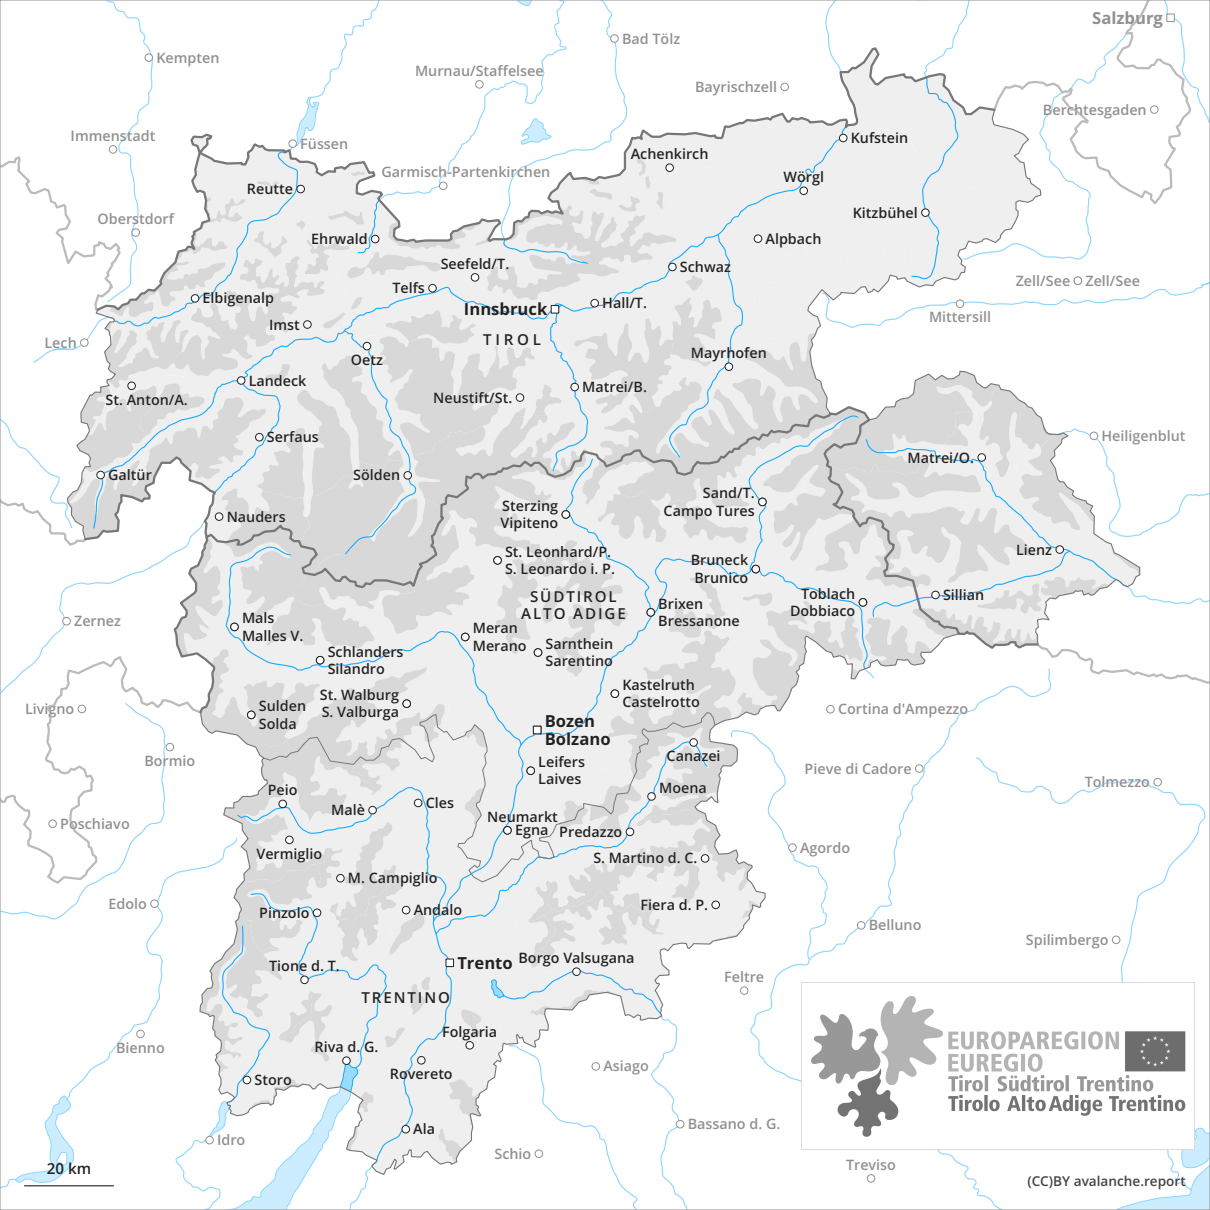 Salzburg
Bad Tölz
Kempten
Murnau/Staffelsee
Bayrischzell
Berchtesgaden
Immenstadt
Füssen
Kufstein
Achenkirch
Garmisch-Partenkirchen
Wörgl
Reutte
Oberstdorf
Kitzbühel
Ehrwald
Alpbach
Seefeld/T.
Schwaz
Zell/See
Zell/See
Telfs
Elbigenalp
Hall/T.
Innsbruck
Mittersill
Imst
TIROL
Lech
Oetz
Mayrhofen
Landeck
Matrei/B.
St. Anton/A.
Neustift/St.
Serfaus
Heiligenblut
Matrei/O.
Galtür
Sölden
Sand/T.
Campo Tures
Sterzing
Vipiteno
Nauders
St. Leonhard/P.
S. Leonardo i. P.
Lienz
Bruneck
Brunico
SÜDTIROL
ALTO ADIGE
Toblach
Dobbiaco
Sillian
Brixen
Bressanone
Mals
Malles V.
Zernez
Meran
Merano
Sarnthein
Sarentino
Schlanders
Silandro
Kastelruth
Castelrotto
St. Walburg
S. Valburga
Sulden
Solda
Livigno
Cortina d'Ampezzo
Bozen
Bolzano
Bormio
Canazei
Leifers
Laives
Pieve di Cadore
Tolmezzo
Peio
Moena
Malè
Cles
Neumarkt
Egna
Predazzo
Poschiavo
Vermiglio
Agordo
S. Martino d. C.
M. Campiglio
Edolo
Pinzolo
Andalo
Fiera d. P.
Belluno
Spilimbergo
Trento
Borgo Valsugana
Tione d. T.
Feltre
TRENTINO
Folgaria
Bienno
Riva d. G.
Rovereto
Asiago
Storo
EUROPAREGION
EUREGIO
Tirol Südtirol Trentino
Tirolo Alto Adige Trentino
Ala
Bassano d. G.
Idro
Schio
Treviso
20 km
(CC)BY avalanche.report